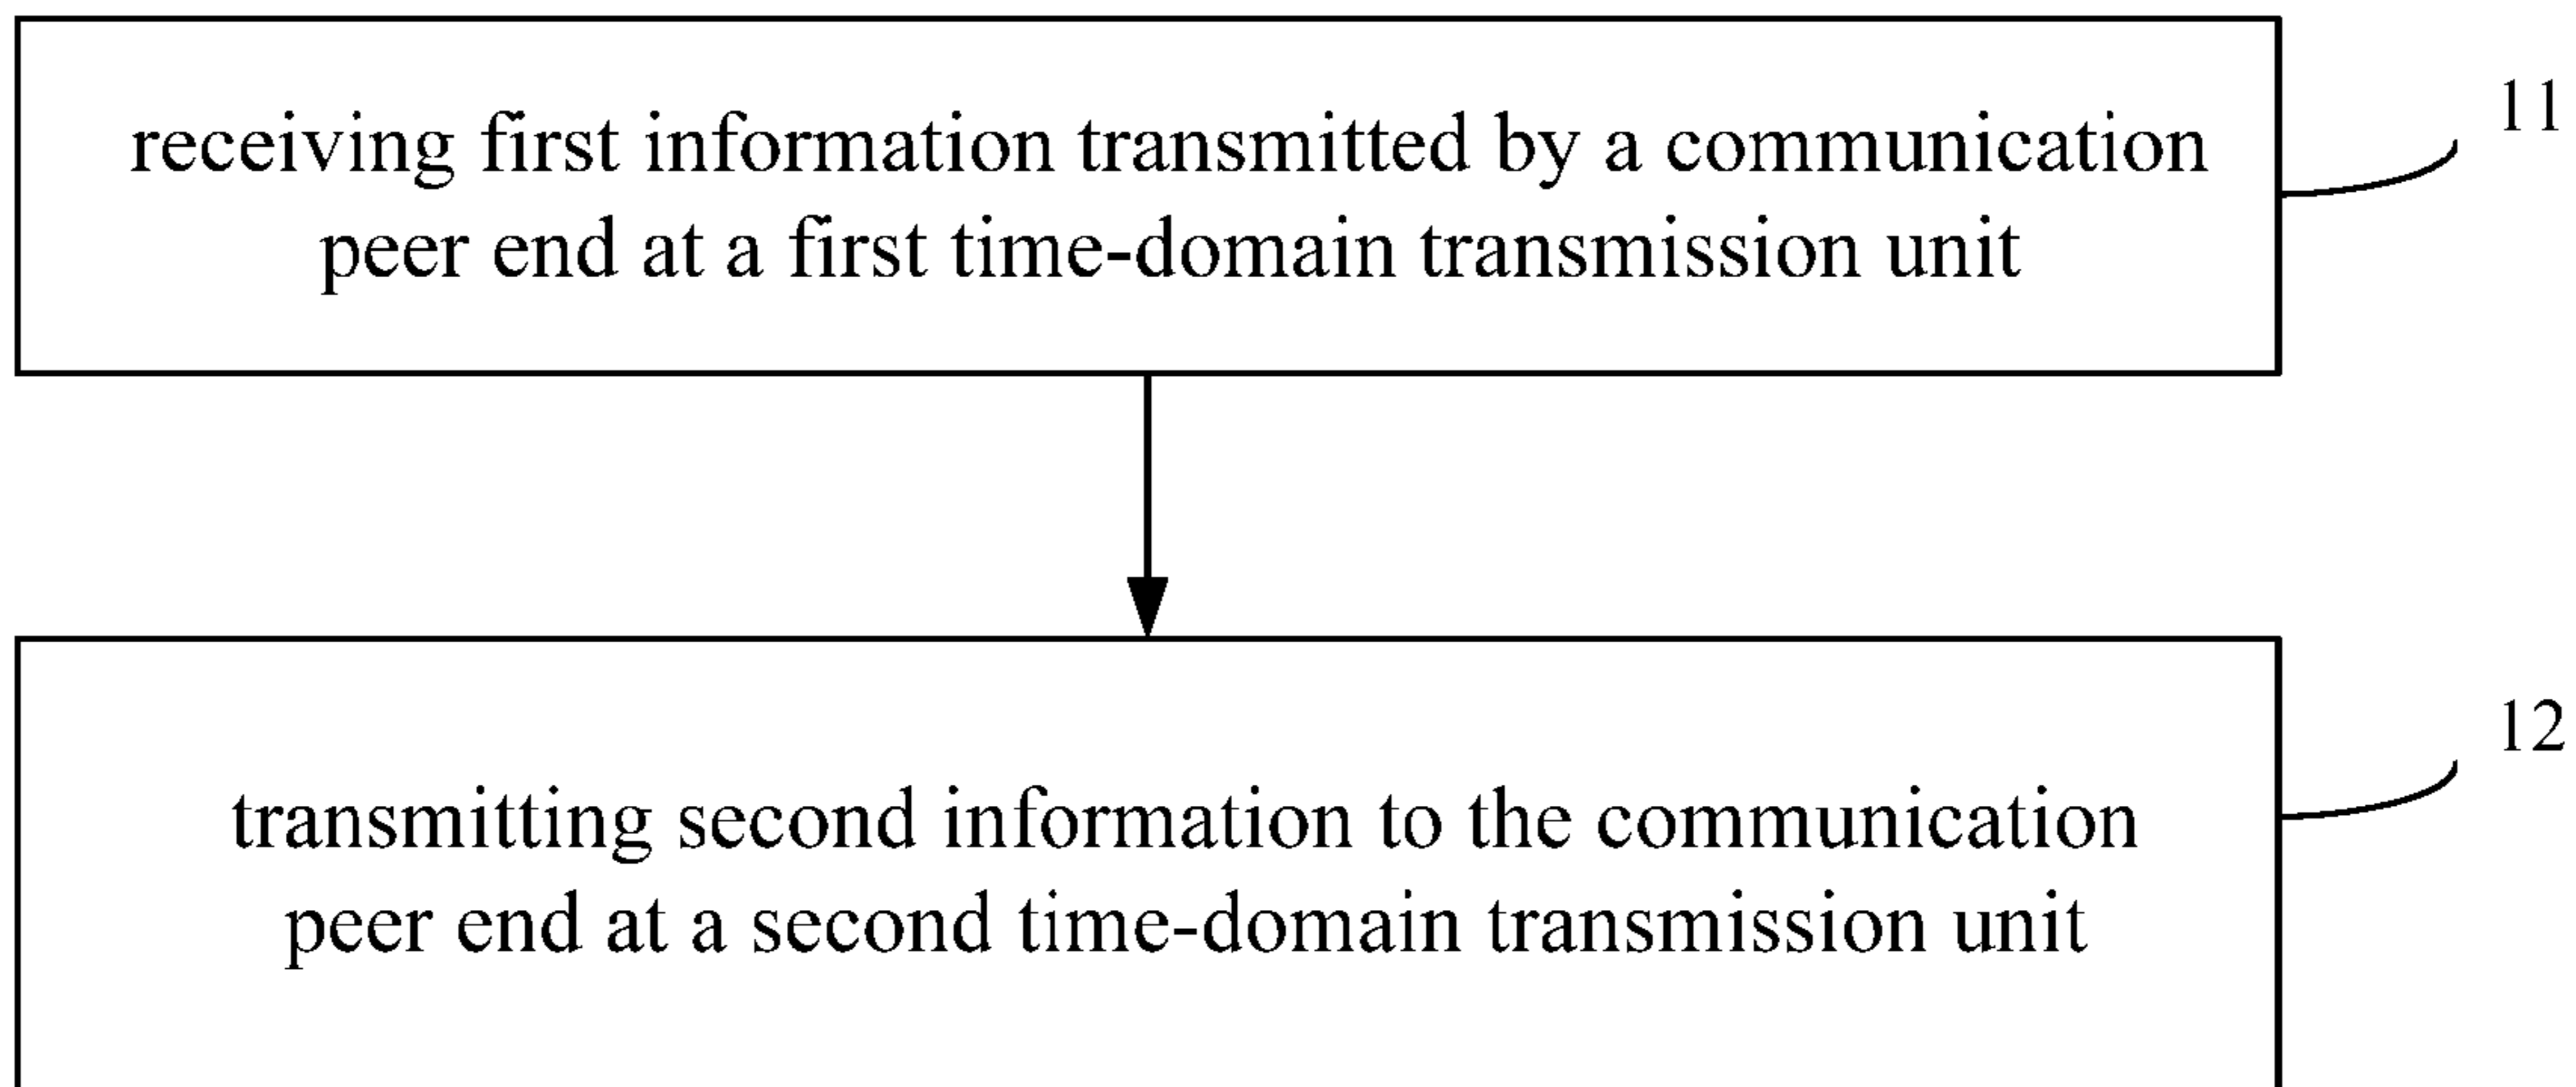 receiving first information transmitted by a communication
peer end at a first time-domain transmission unit
11
transmitting second information to the communication
peer end at a second time-domain transmission unit
12